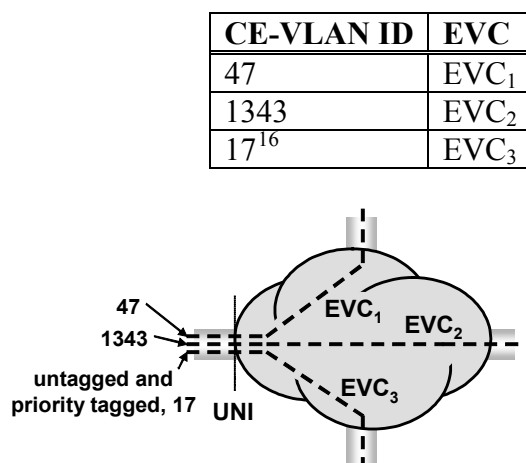 CE-VLAN ID EVC
47 EVC₁
1343 EVC₂
17¹⁶ EVC₃
47
1343
untagged and
priority tagged, 17
UNI
EVC₁
EVC₂
EVC₃